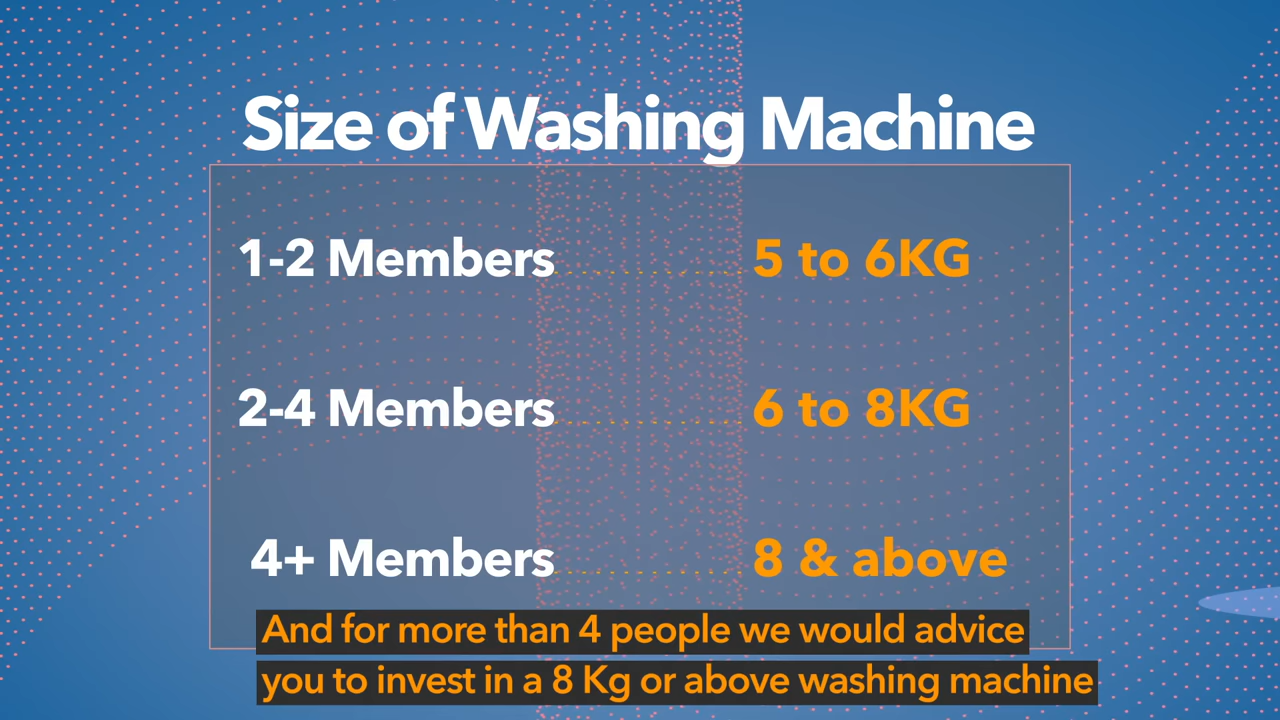 Size of Washing Machine
1-2 Members 5 to 6KG
2-4 Members 6 to 8KG
4+ Members 8 & above
And for more than 4 people we would advice
you to invest in a 8 Kg or above washing machine